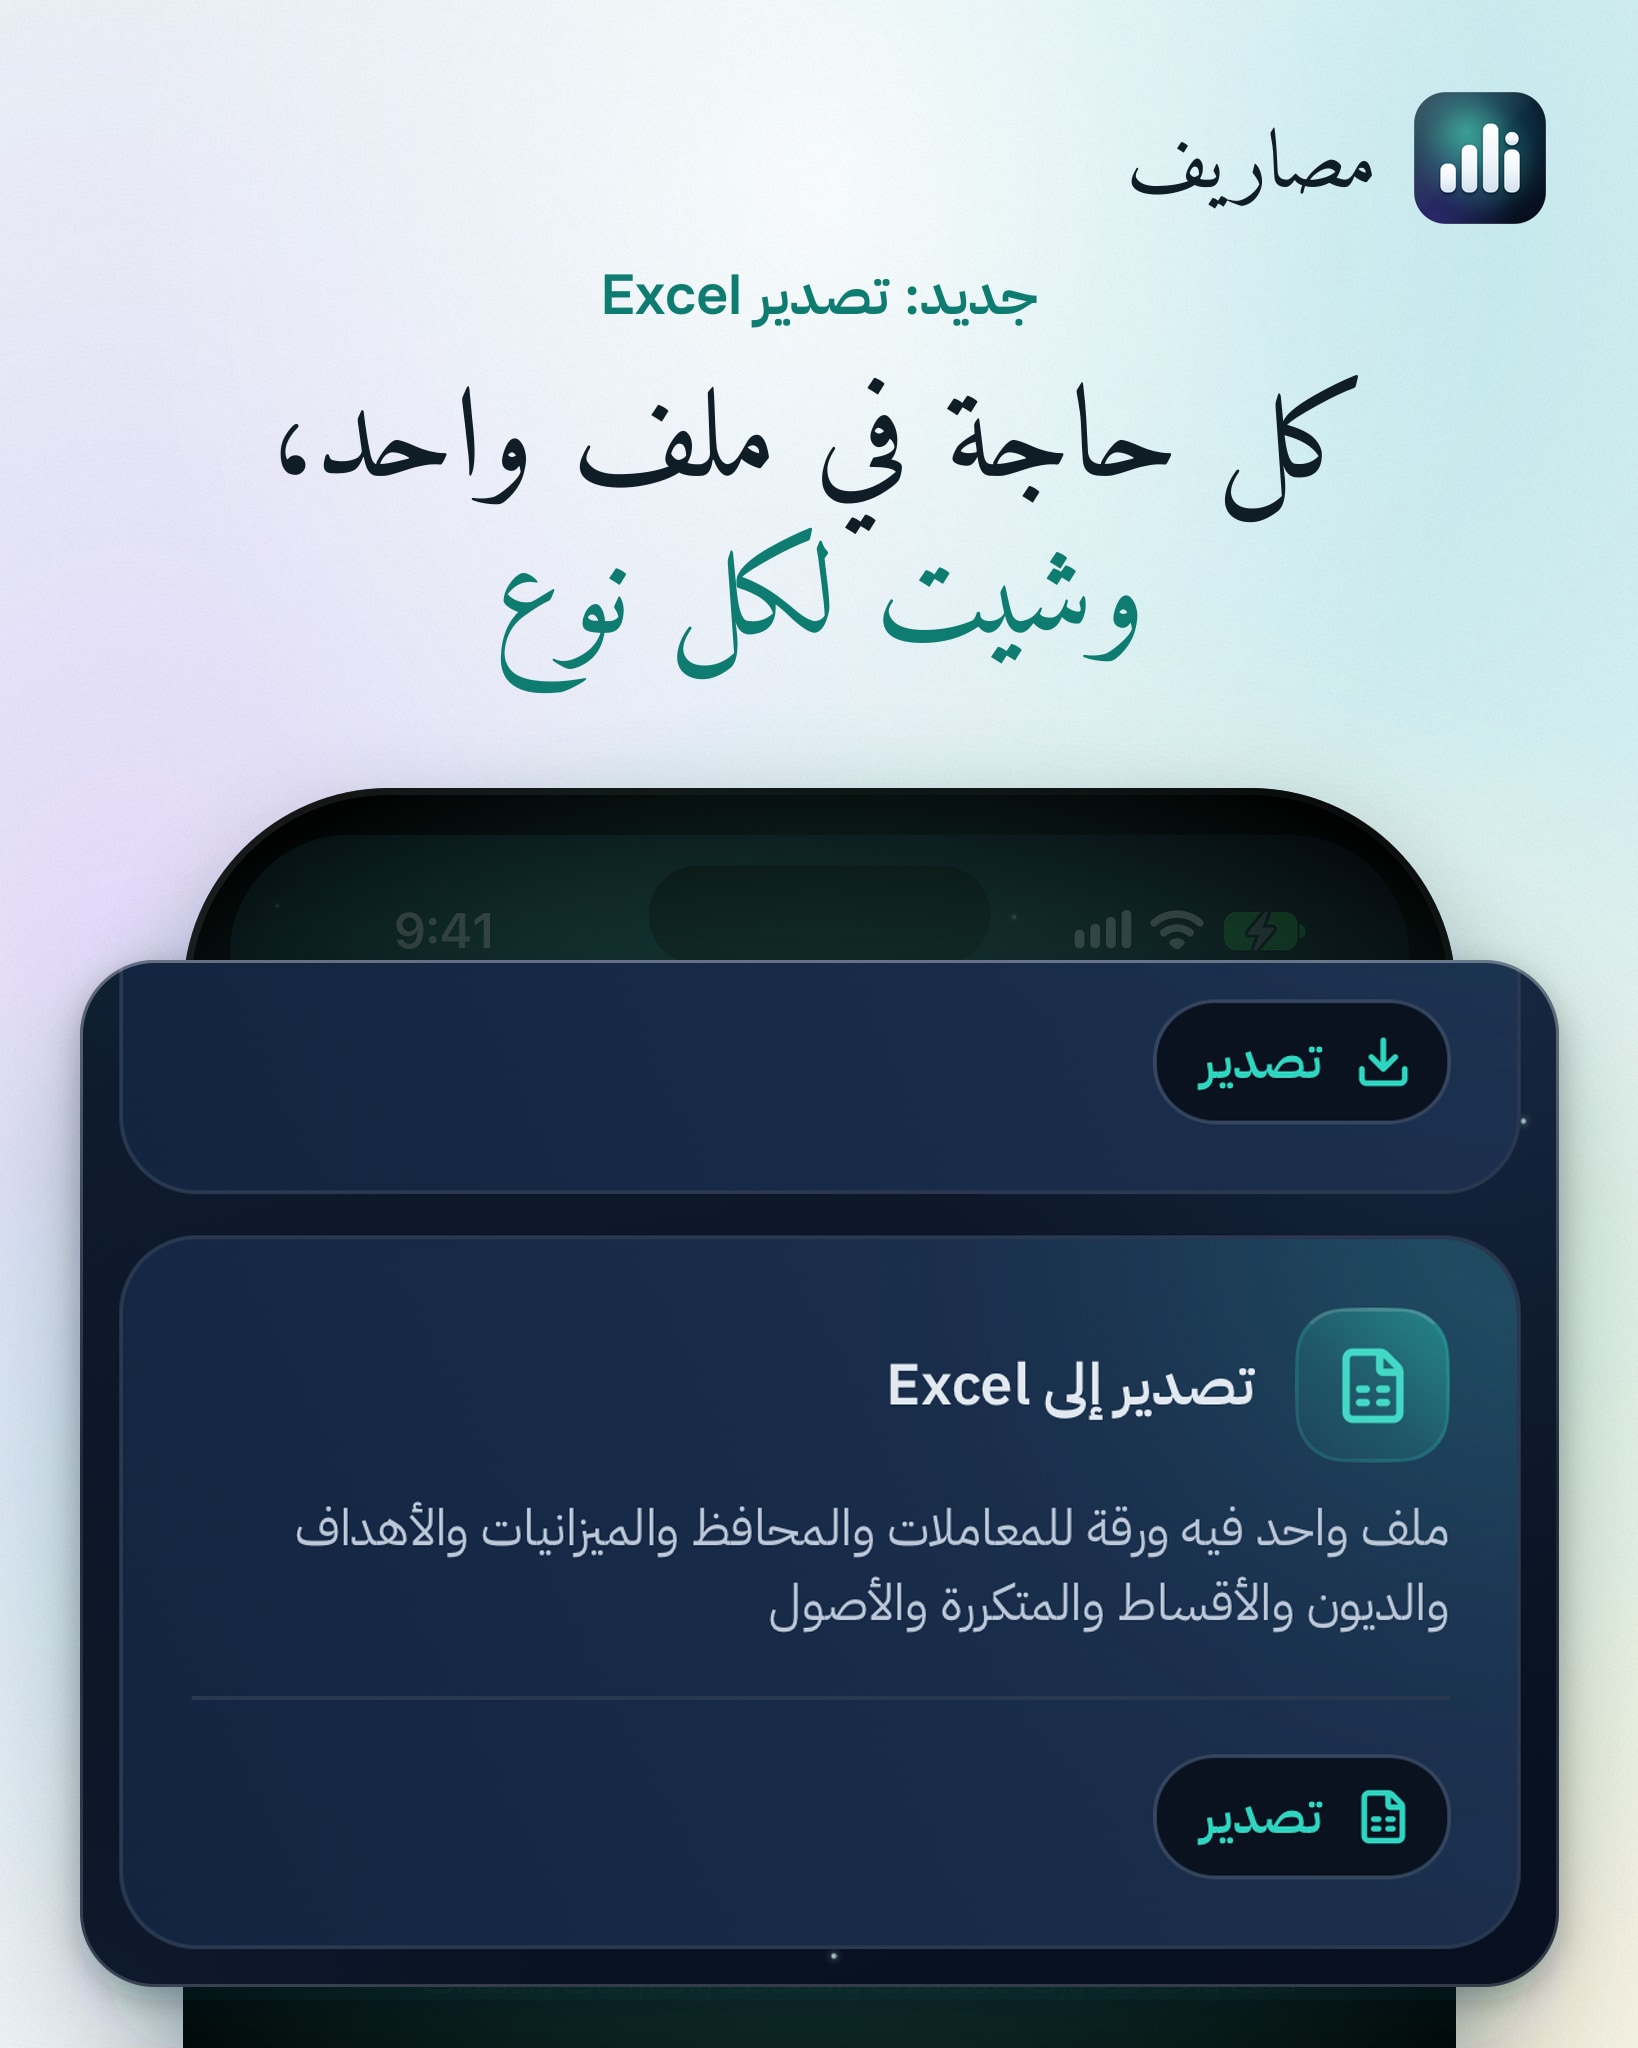 مصاريف
جديد: تصدير Excel
كل حاجة في ملف واحد،
وشيت لكل نوع
9:41
تصدير
تصدير إلى Excel
ملف واحد فيه ورقة للمعاملات والمحافظ والميزانيات والأهداف
والديون والأقساط والمتكررة والأصول
تصدير